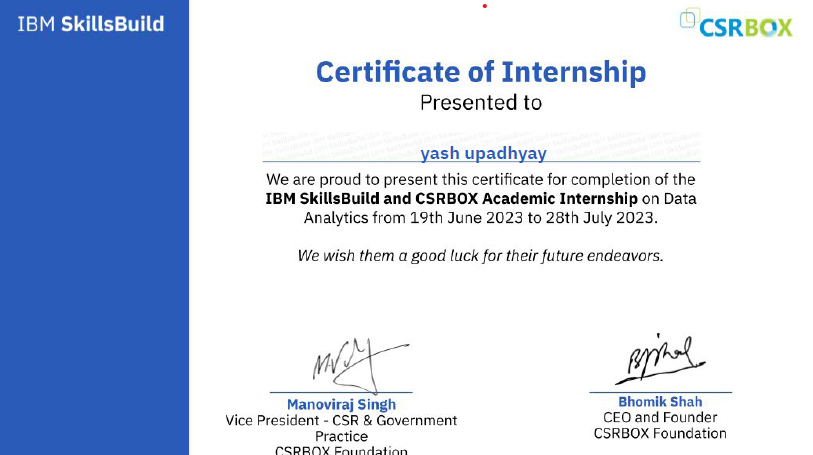 IBM SkillsBuild
CSRBOX
Certificate of Internship
Presented to
yash upadhyay
We are proud to present this certificate for completion of the
IBM SkillsBuild and CSRBOX Academic Internship on Data
Analytics from 19th June 2023 to 28th July 2023.
We wish them a good luck for their future endeavors.
Manoviraj Singh
Vice President - CSR & Government
Practice
CSRBOX Foundation
Bhomik Shah
CEO and Founder
CSRBOX Foundation